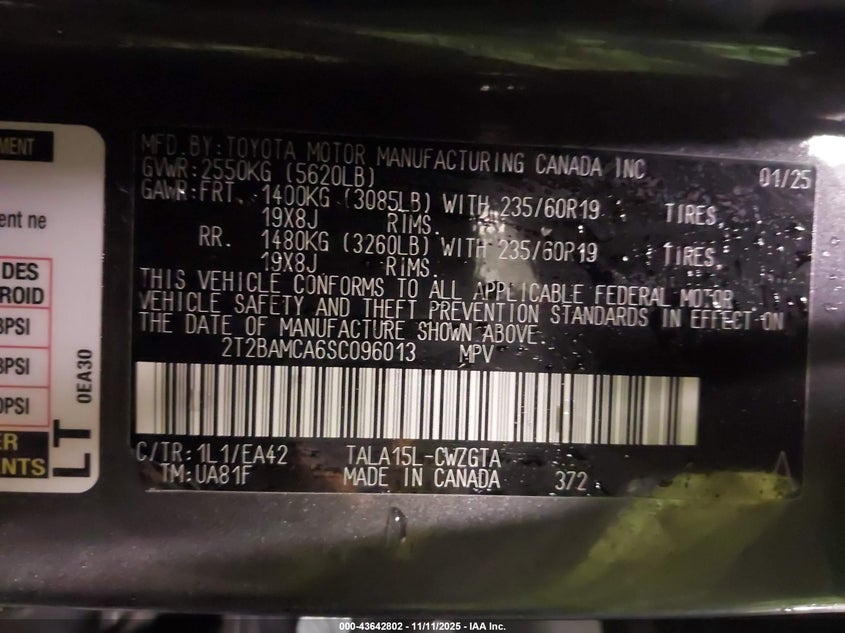 MENT
ent ne
DES
ROID
PSI
PSI
PSI
ER
NTS
LT
0EA30
MFD. BY: TOYOTA MOTOR MANUFACTURING CANADA INC 01/25
GVWR: 2550KG (5620LB)
GAWR: FRT. 1400KG (3085LB) WITH 235/60R19 TIRES
19X8J RIMS.
RR. 1480KG (3260LB) WITH 235/60R19 TIRES
19X8J RIMS.
THIS VEHICLE CONFORMS TO ALL APPLICABLE FEDERAL MOTOR
VEHICLE SAFETY AND THEFT PREVENTION STANDARDS IN EFFECT ON
THE DATE OF MANUFACTURE SHOWN ABOVE.
2T2BAMCA6SC096013 MPV
C/TR: 1L1/EA42 TALA15L-CWZGTA
TM: UA81F MADE IN CANADA 372
000-43642802 - 11/11/2025 - IAA Inc.